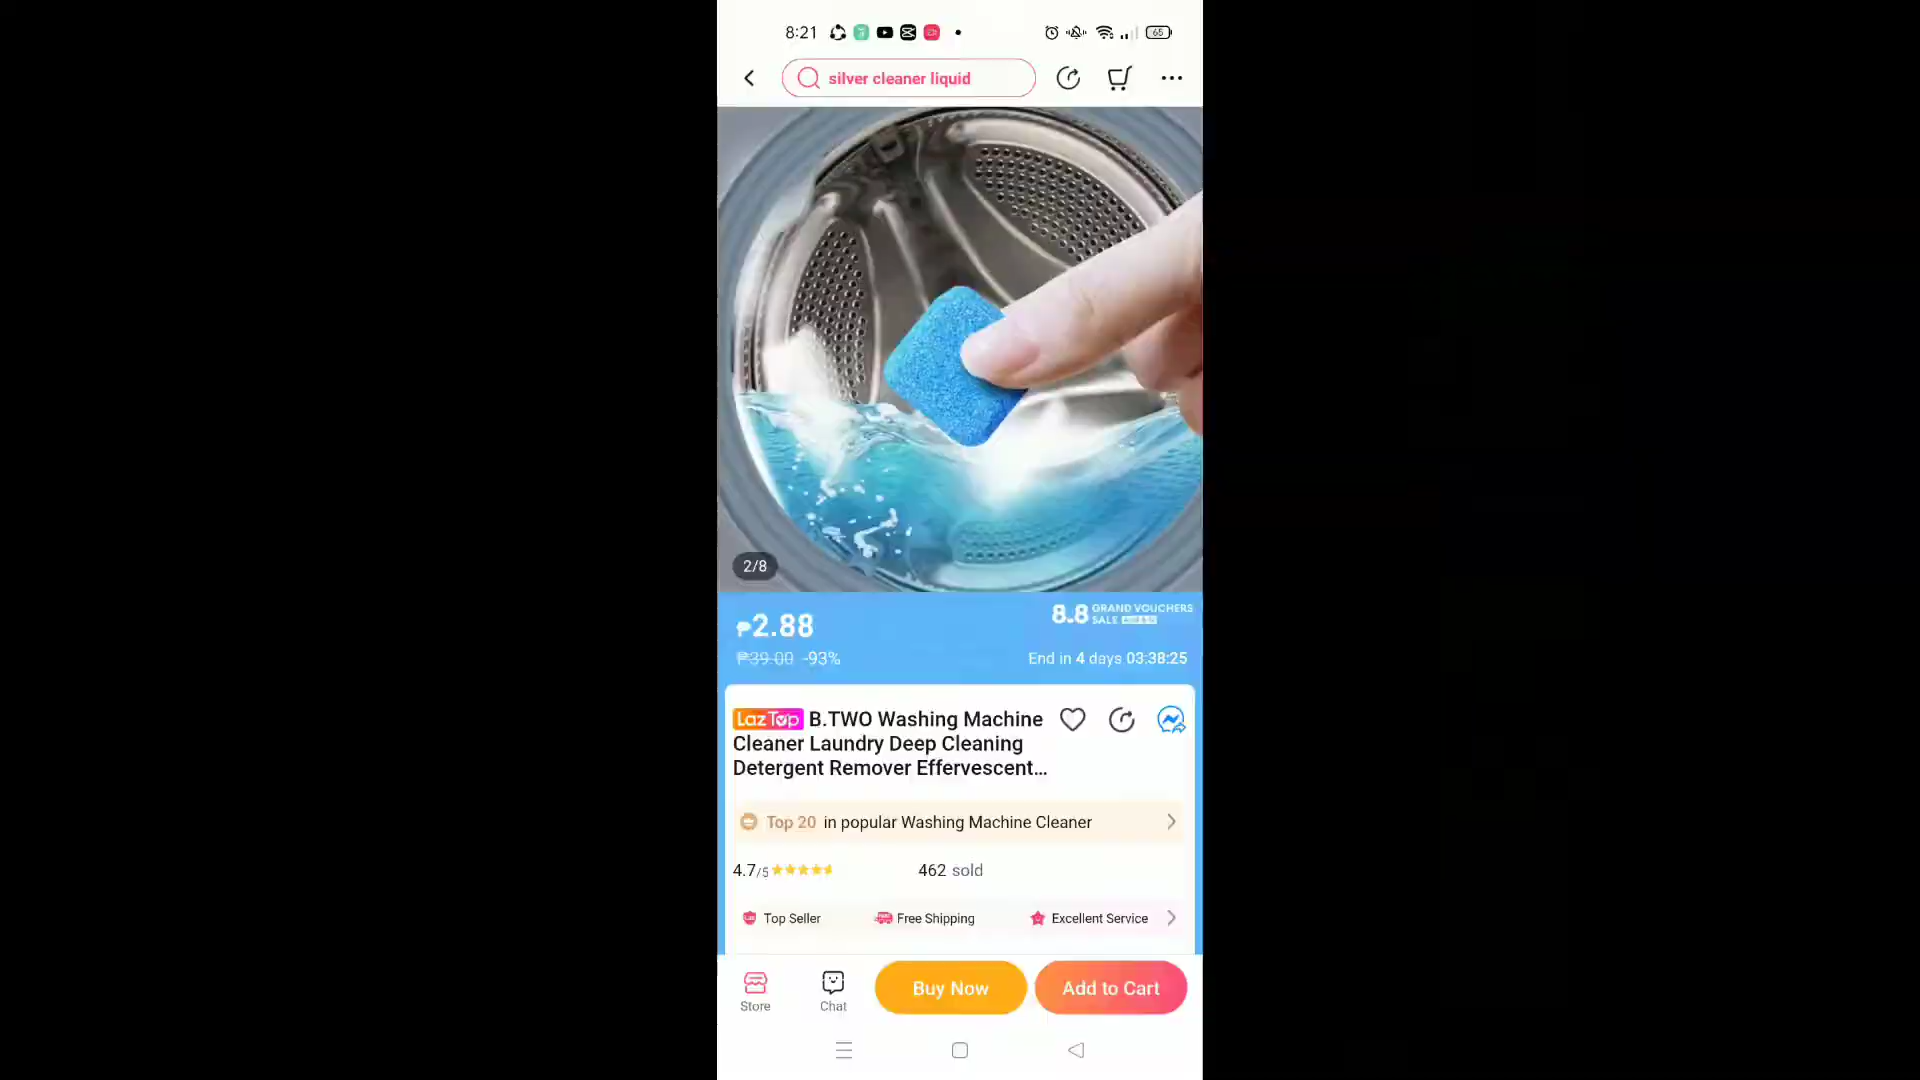 8:21
65
silver cleaner liquid
2/8
₱2.88
8.8 GRAND VOUCHERS
SALE
₱39.00 -93%
End in 4 days 03:38:25
LazTop B.TWO Washing Machine
Cleaner Laundry Deep Cleaning
Detergent Remover Effervescent...
Top 20 in popular Washing Machine Cleaner
4.7/5
462 sold
Top Seller
Free Shipping
Excellent Service
Store
Chat
Buy Now
Add to Cart